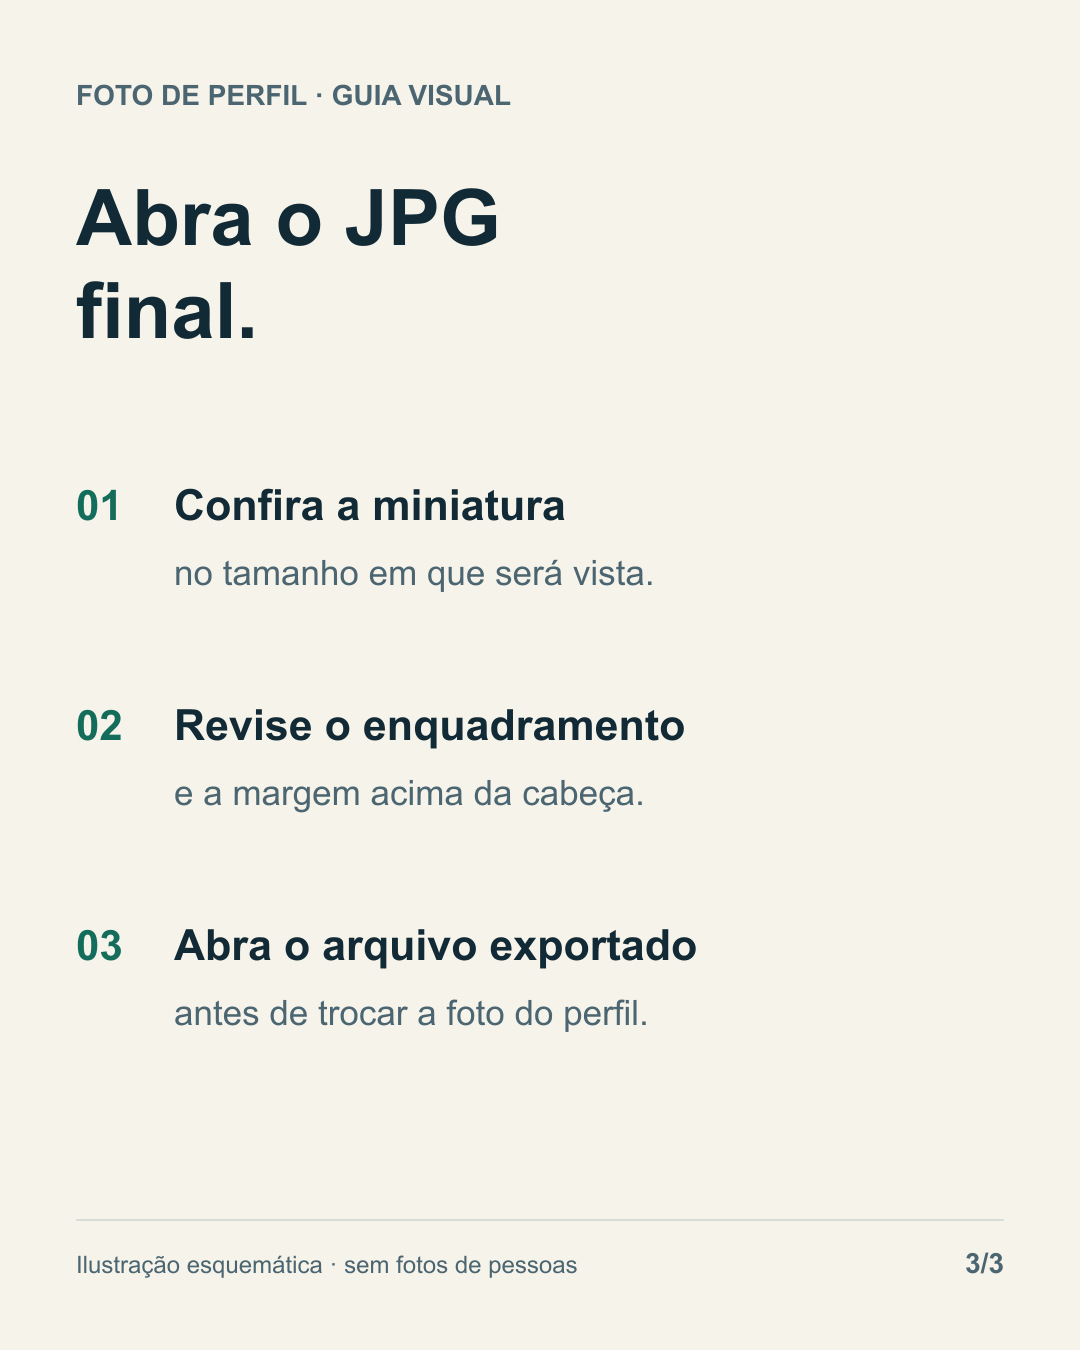 FOTO DE PERFIL · GUIA VISUAL
Abra o JPG
final.
01 Confira a miniatura
no tamanho em que será vista.
02 Revise o enquadramento
e a margem acima da cabeça.
03 Abra o arquivo exportado
antes de trocar a foto do perfil.
Ilustração esquemática · sem fotos de pessoas 3/3